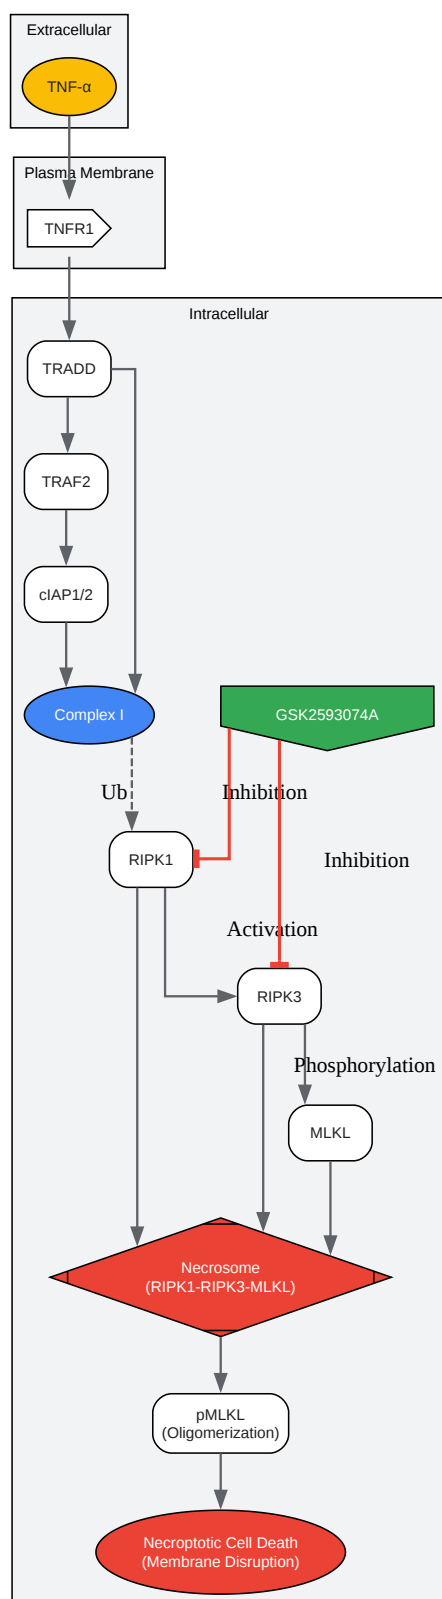 Extracellular
TNF-α
Plasma Membrane
TNFR1
Intracellular
TRADD
TRAF2
cIAP1/2
Complex I
GSK2593074A
Ub
Inhibition
RIPK1
Inhibition
Activation
RIPK3
Phosphorylation
MLKL
Necrosome
(RIPK1-RIPK3-MLKL)
pMLKL
(Oligomerization)
Necroptotic Cell Death
(Membrane Disruption)